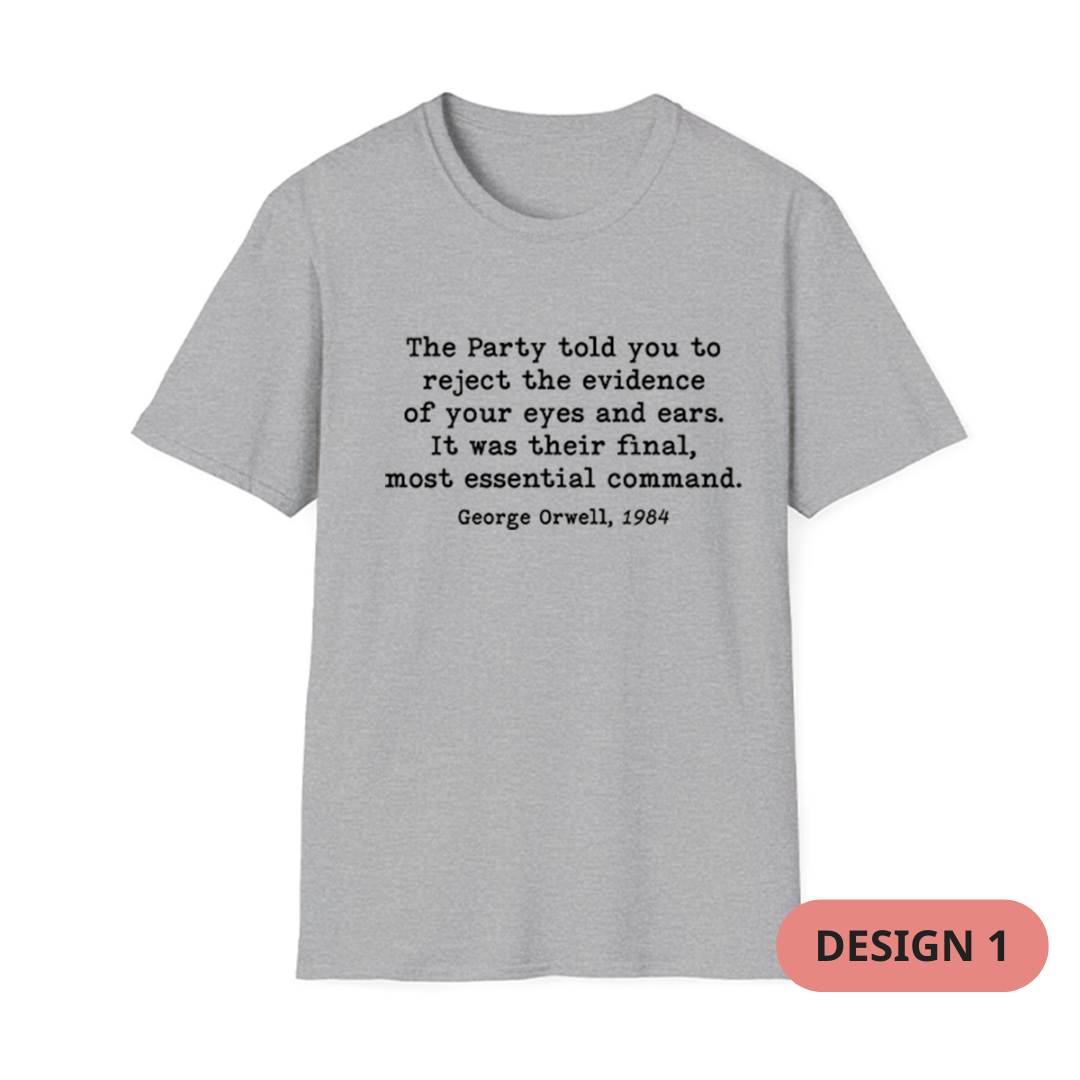 The Party told you to
reject the evidence
of your eyes and ears.
It was their final,
most essential command.
George Orwell, 1984
DESIGN 1